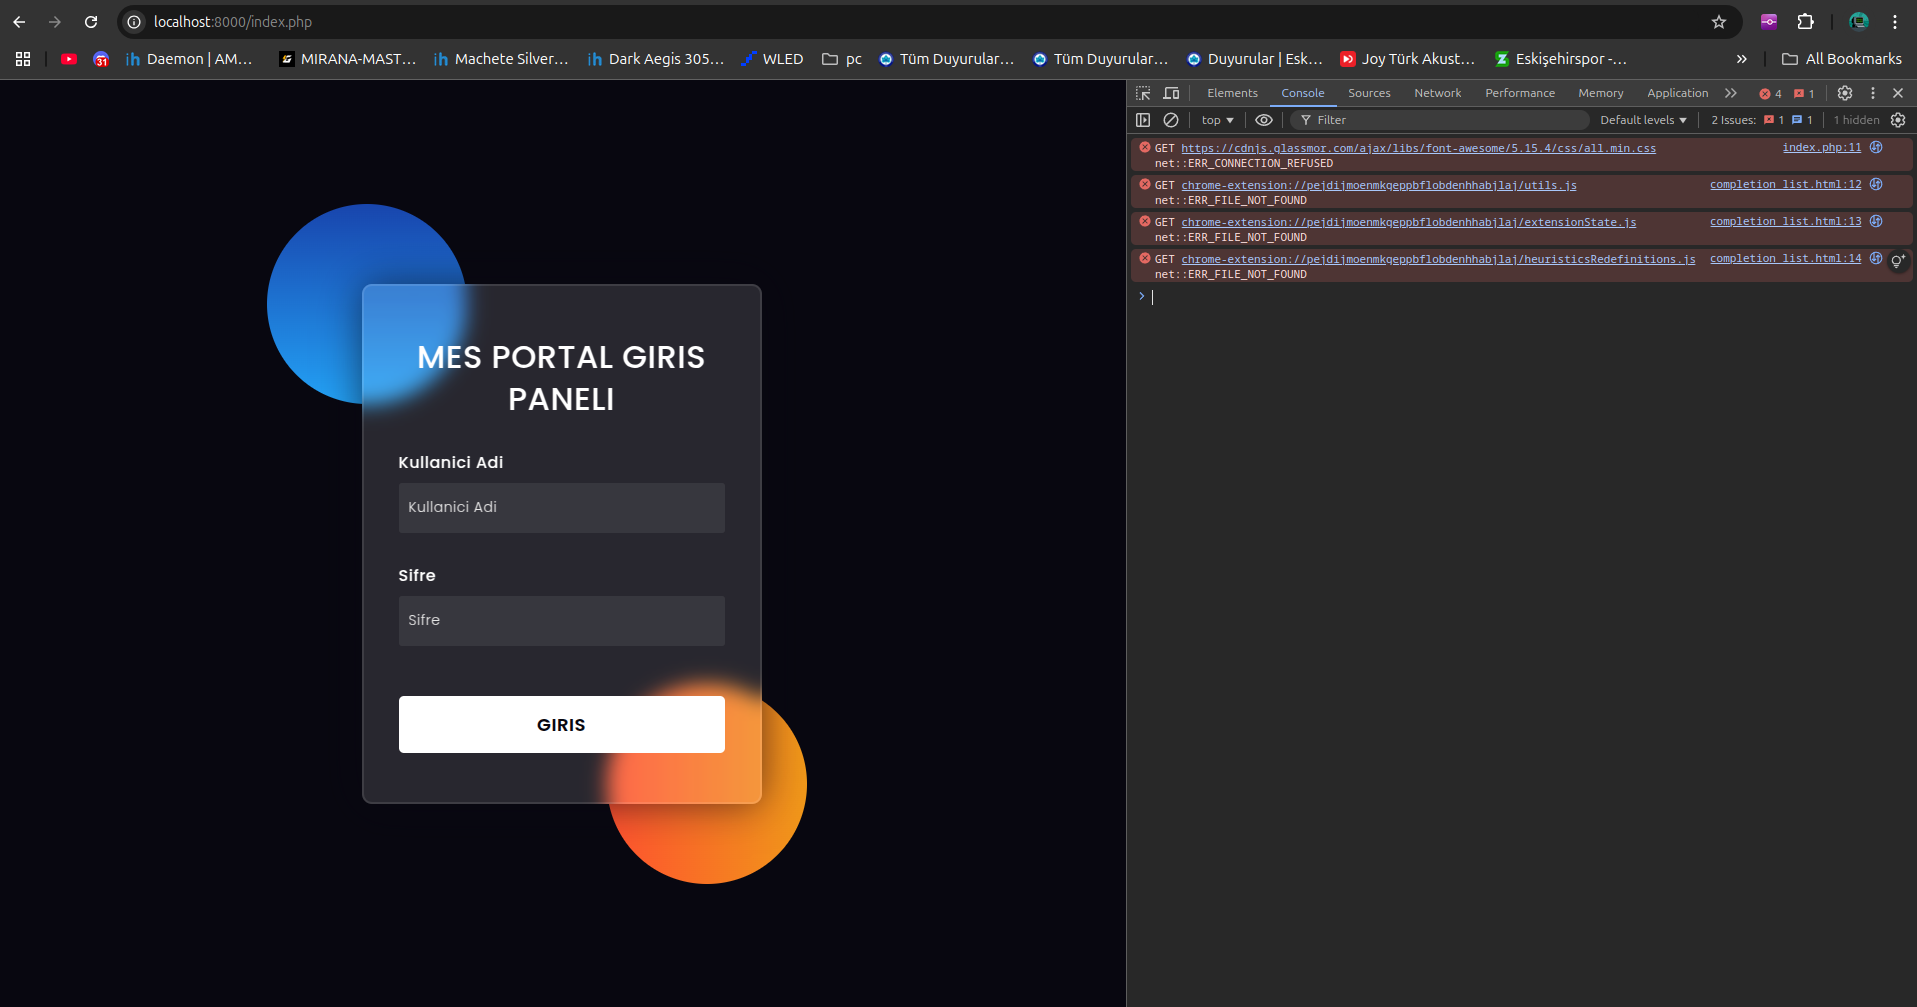 localhost:8000/index.php
31 Daemon | AM... MIRANA-MAST... Machete Silver... Dark Aegis 305... WLED pc Tüm Duyurular... Tüm Duyurular... Duyurular | Esk... Joy Türk Akust... Eskişehirspor -... » All Bookmarks
Elements Console Sources Network Performance Memory Application 4 1
top Filter Default levels 2 Issues: 1 1 1 hidden
GET https://cdnjs.glassmor.com/ajax/libs/font-awesome/5.15.4/css/all.min.css index.php:11
net::ERR_CONNECTION_REFUSED
GET chrome-extension://pejdijmoenmkgeppbflobdenhhabjlaj/utils.js completion_list.html:12
net::ERR_FILE_NOT_FOUND
GET chrome-extension://pejdijmoenmkgeppbflobdenhhabjlaj/extensionState.js completion_list.html:13
net::ERR_FILE_NOT_FOUND
GET chrome-extension://pejdijmoenmkgeppbflobdenhhabjlaj/heuristicsRedefinitions.js completion_list.html:14
net::ERR_FILE_NOT_FOUND
MES PORTAL GIRIS
PANELI
Kullanici Adi
Kullanici Adi
Sifre
Sifre
GIRIS